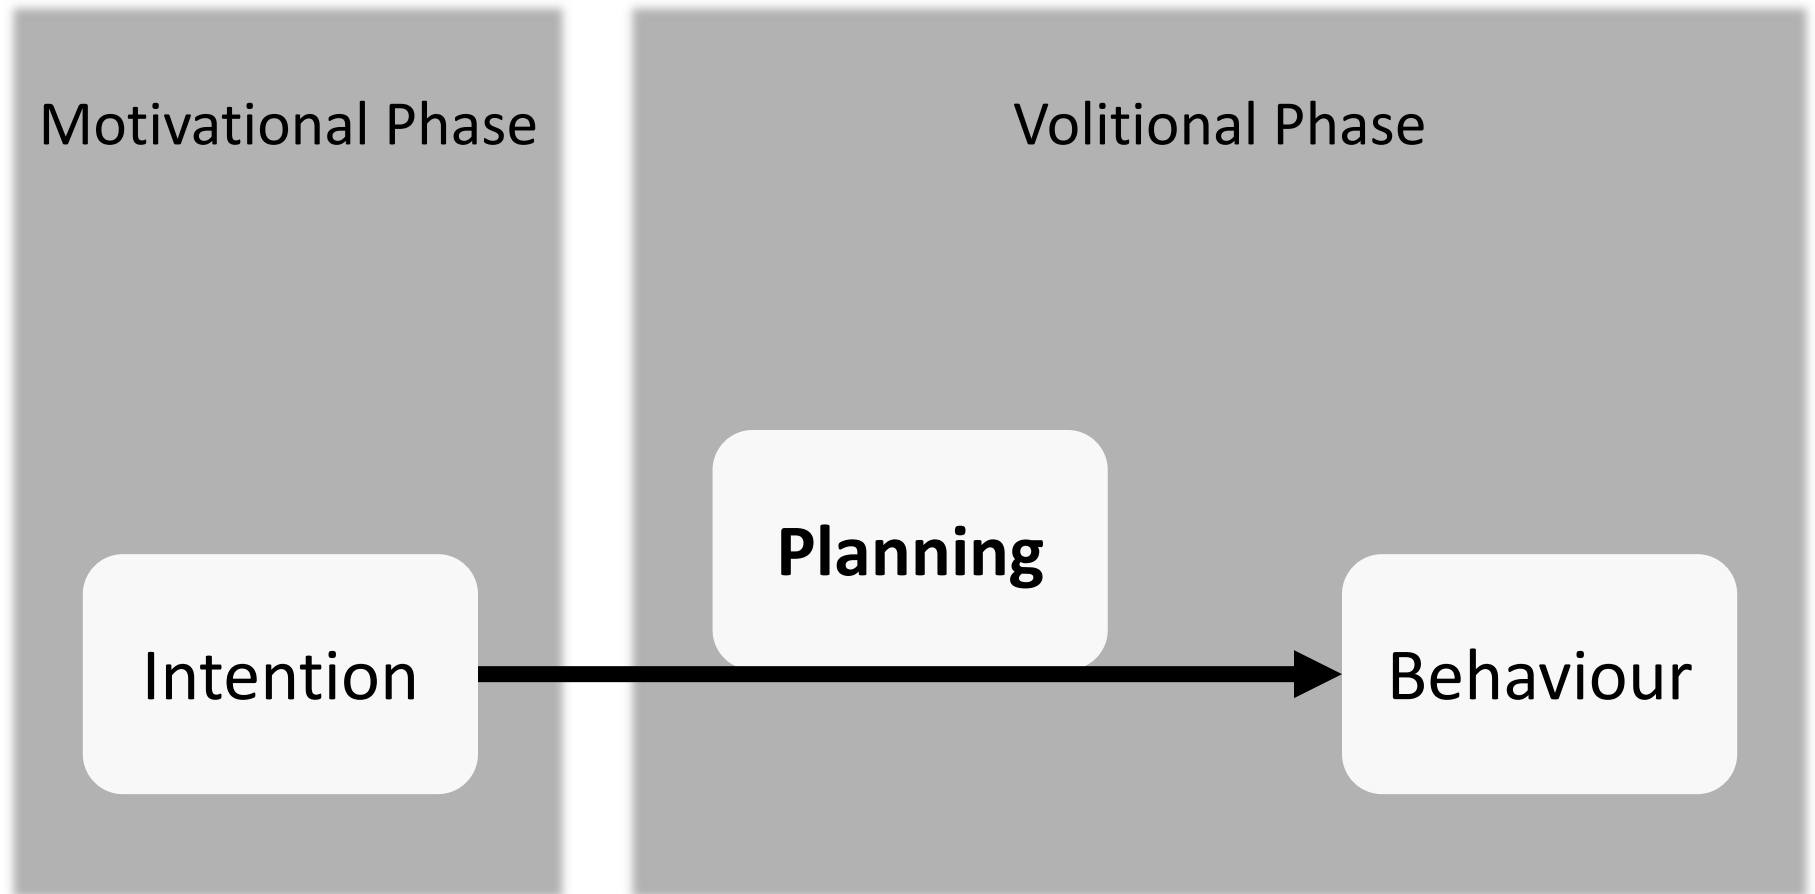 Motivational Phase
Volitional Phase
Planning
Intention
Behaviour